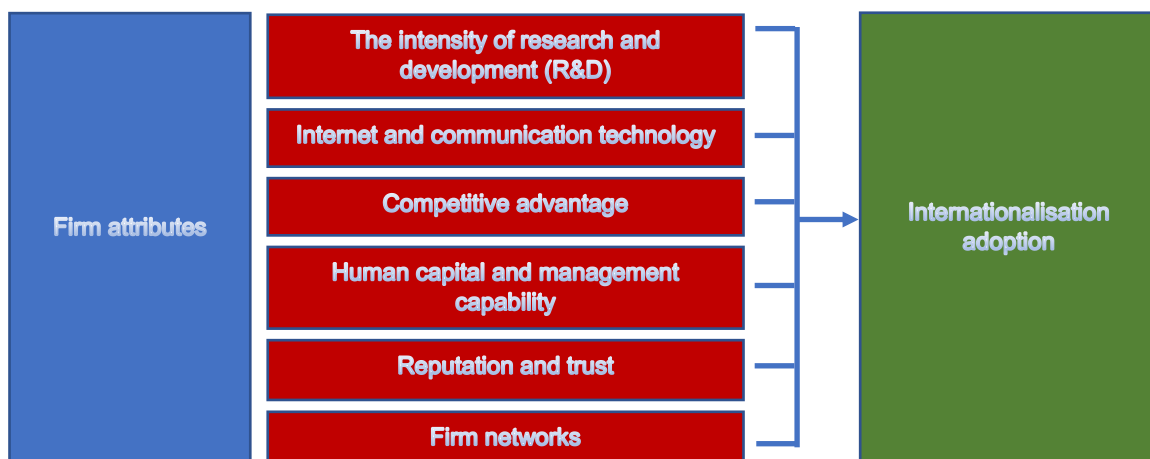 Firm attributes
The intensity of research and
development (R&D)
Internet and communication technology
Competitive advantage
Human capital and management
capability
Reputation and trust
Firm networks
Internationalisation
adoption